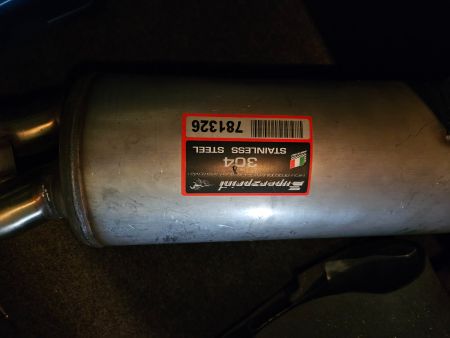 Supersprint
304
STAINLESS STEEL
781326